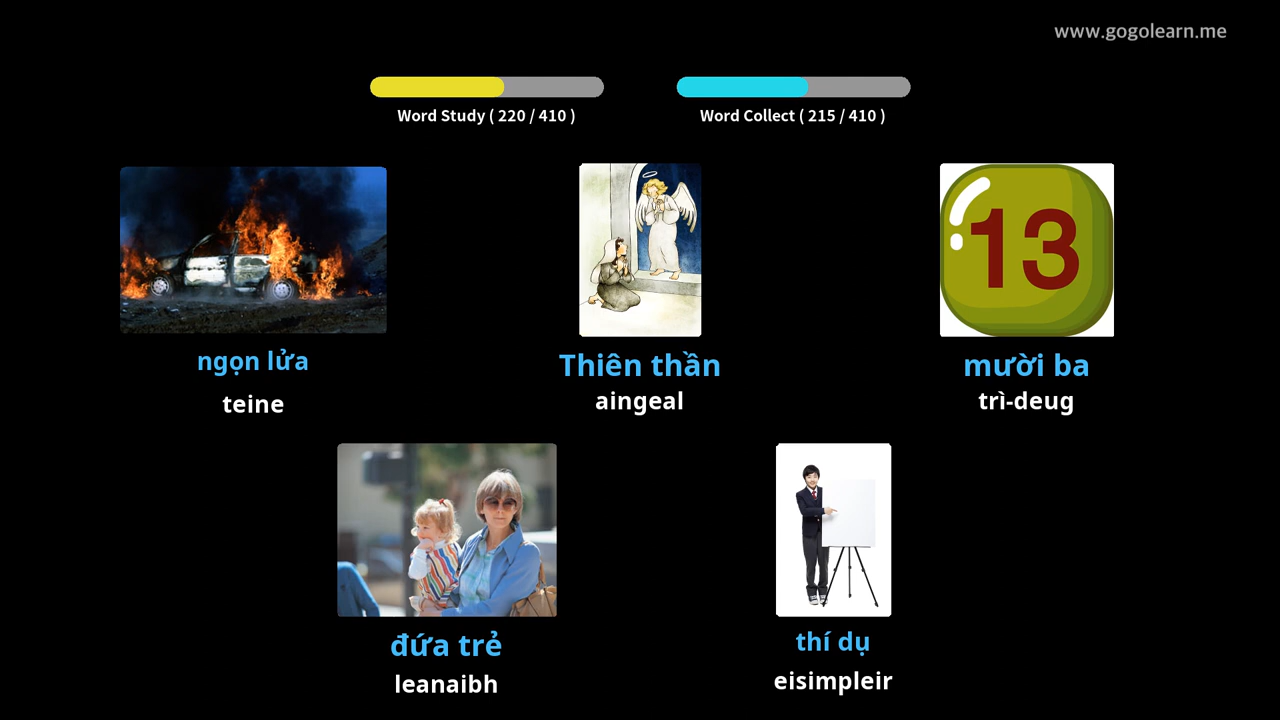 www.gogolearn.me
Word Study ( 220 / 410 )
Word Collect ( 215 / 410 )
ngọn lửa
teine
Thiên thần
aingeal
13
mười ba
trì-deug
đứa trẻ
leanaibh
thí dụ
eisimpleir